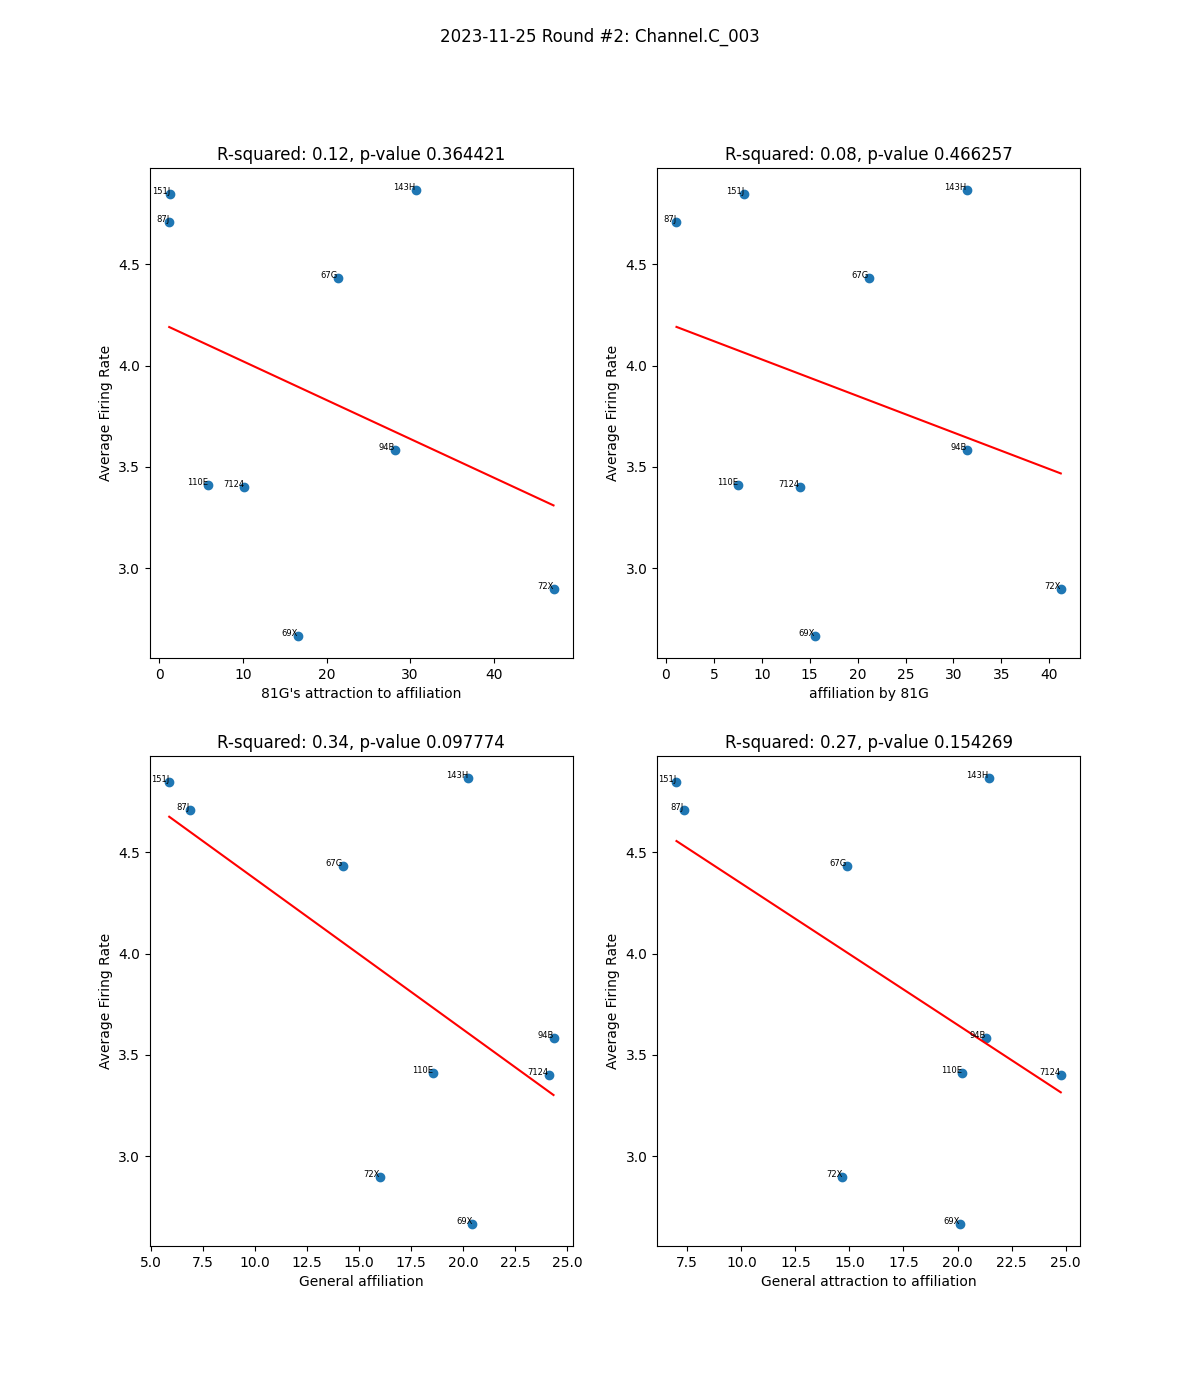 2023-11-25 Round #2: Channel.C_003
R-squared: 0.12, p-value 0.364421
151J
87J
143H
67G
94B
110E
7124
72X
69X
4.5
4.0
3.5
3.0
Average Firing Rate
0 10 20 30 40
81G's attraction to affiliation
R-squared: 0.08, p-value 0.466257
151J
87J
143H
67G
94B
110E
7124
72X
69X
4.5
4.0
3.5
3.0
Average Firing Rate
0 5 10 15 20 25 30 35 40
affiliation by 81G
R-squared: 0.34, p-value 0.097774
151J
87J
143H
67G
94B
110E
7124
72X
69X
4.5
4.0
3.5
3.0
Average Firing Rate
5.0 7.5 10.0 12.5 15.0 17.5 20.0 22.5 25.0
General affiliation
R-squared: 0.27, p-value 0.154269
151J
87J
143H
67G
94B
110E
7124
72X
69X
4.5
4.0
3.5
3.0
Average Firing Rate
7.5 10.0 12.5 15.0 17.5 20.0 22.5 25.0
General attraction to affiliation